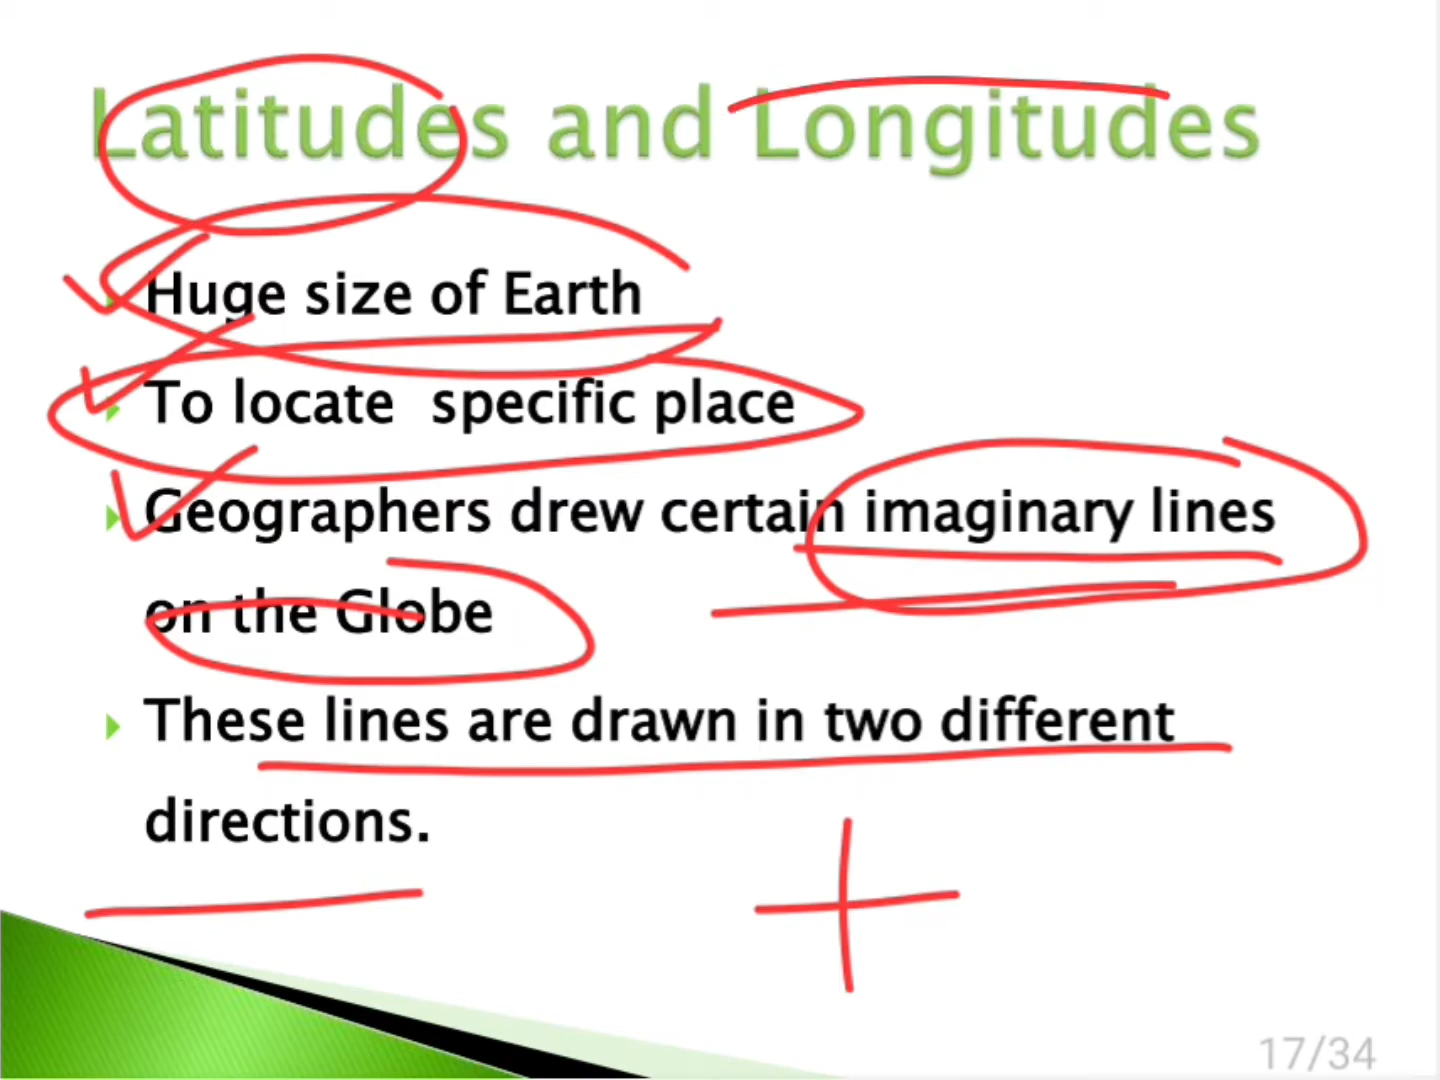 Latitudes and Longitudes
Huge size of Earth
To locate specific place
Geographers drew certain imaginary lines
on the Globe
These lines are drawn in two different
directions.
17/34